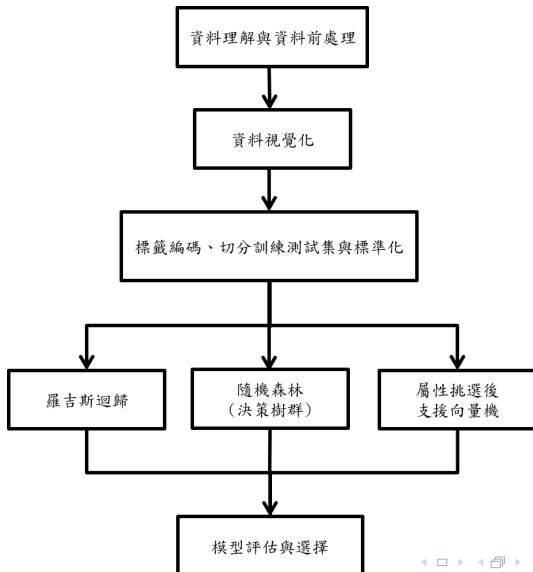 資料理解與資料前處理
資料視覺化
標籤編碼、切分訓練測試集與標準化
羅吉斯迴歸
隨機森林
（決策樹群）
屬性挑選後
支援向量機
模型評估與選擇